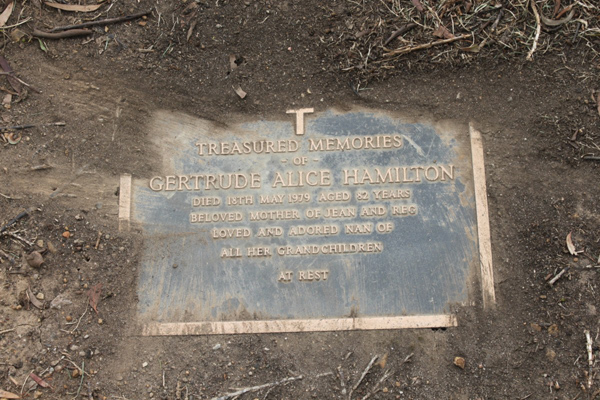 TREASURED MEMORIES
- OF -
GERTRUDE ALICE HAMILTON
DIED 18TH MAY 1979 AGED 82 YEARS
BELOVED MOTHER OF JEAN AND REG
LOVED AND ADORED NAN OF
ALL HER GRANDCHILDREN
AT REST